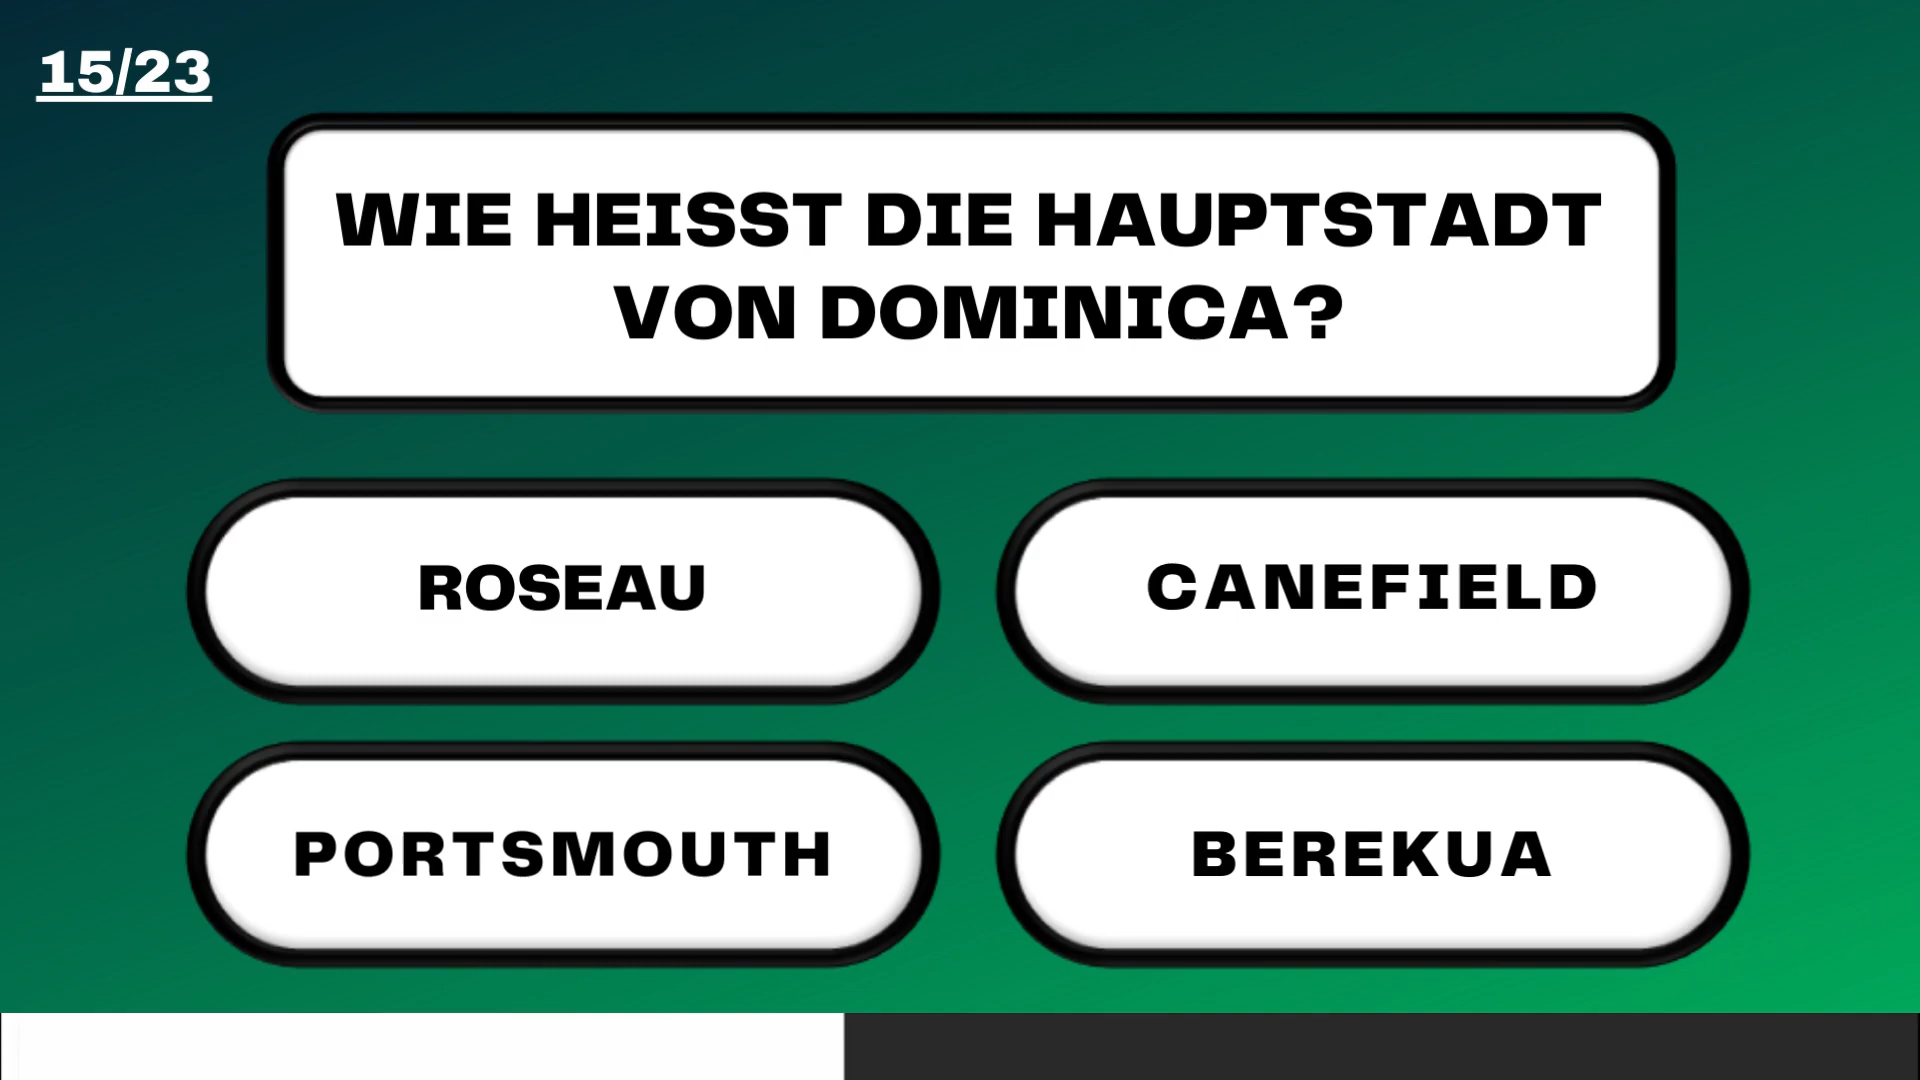 15/23
WIE HEISST DIE HAUPTSTADT
VON DOMINICA?
ROSEAU
CANEFIELD
PORTSMOUTH
BEREKUA